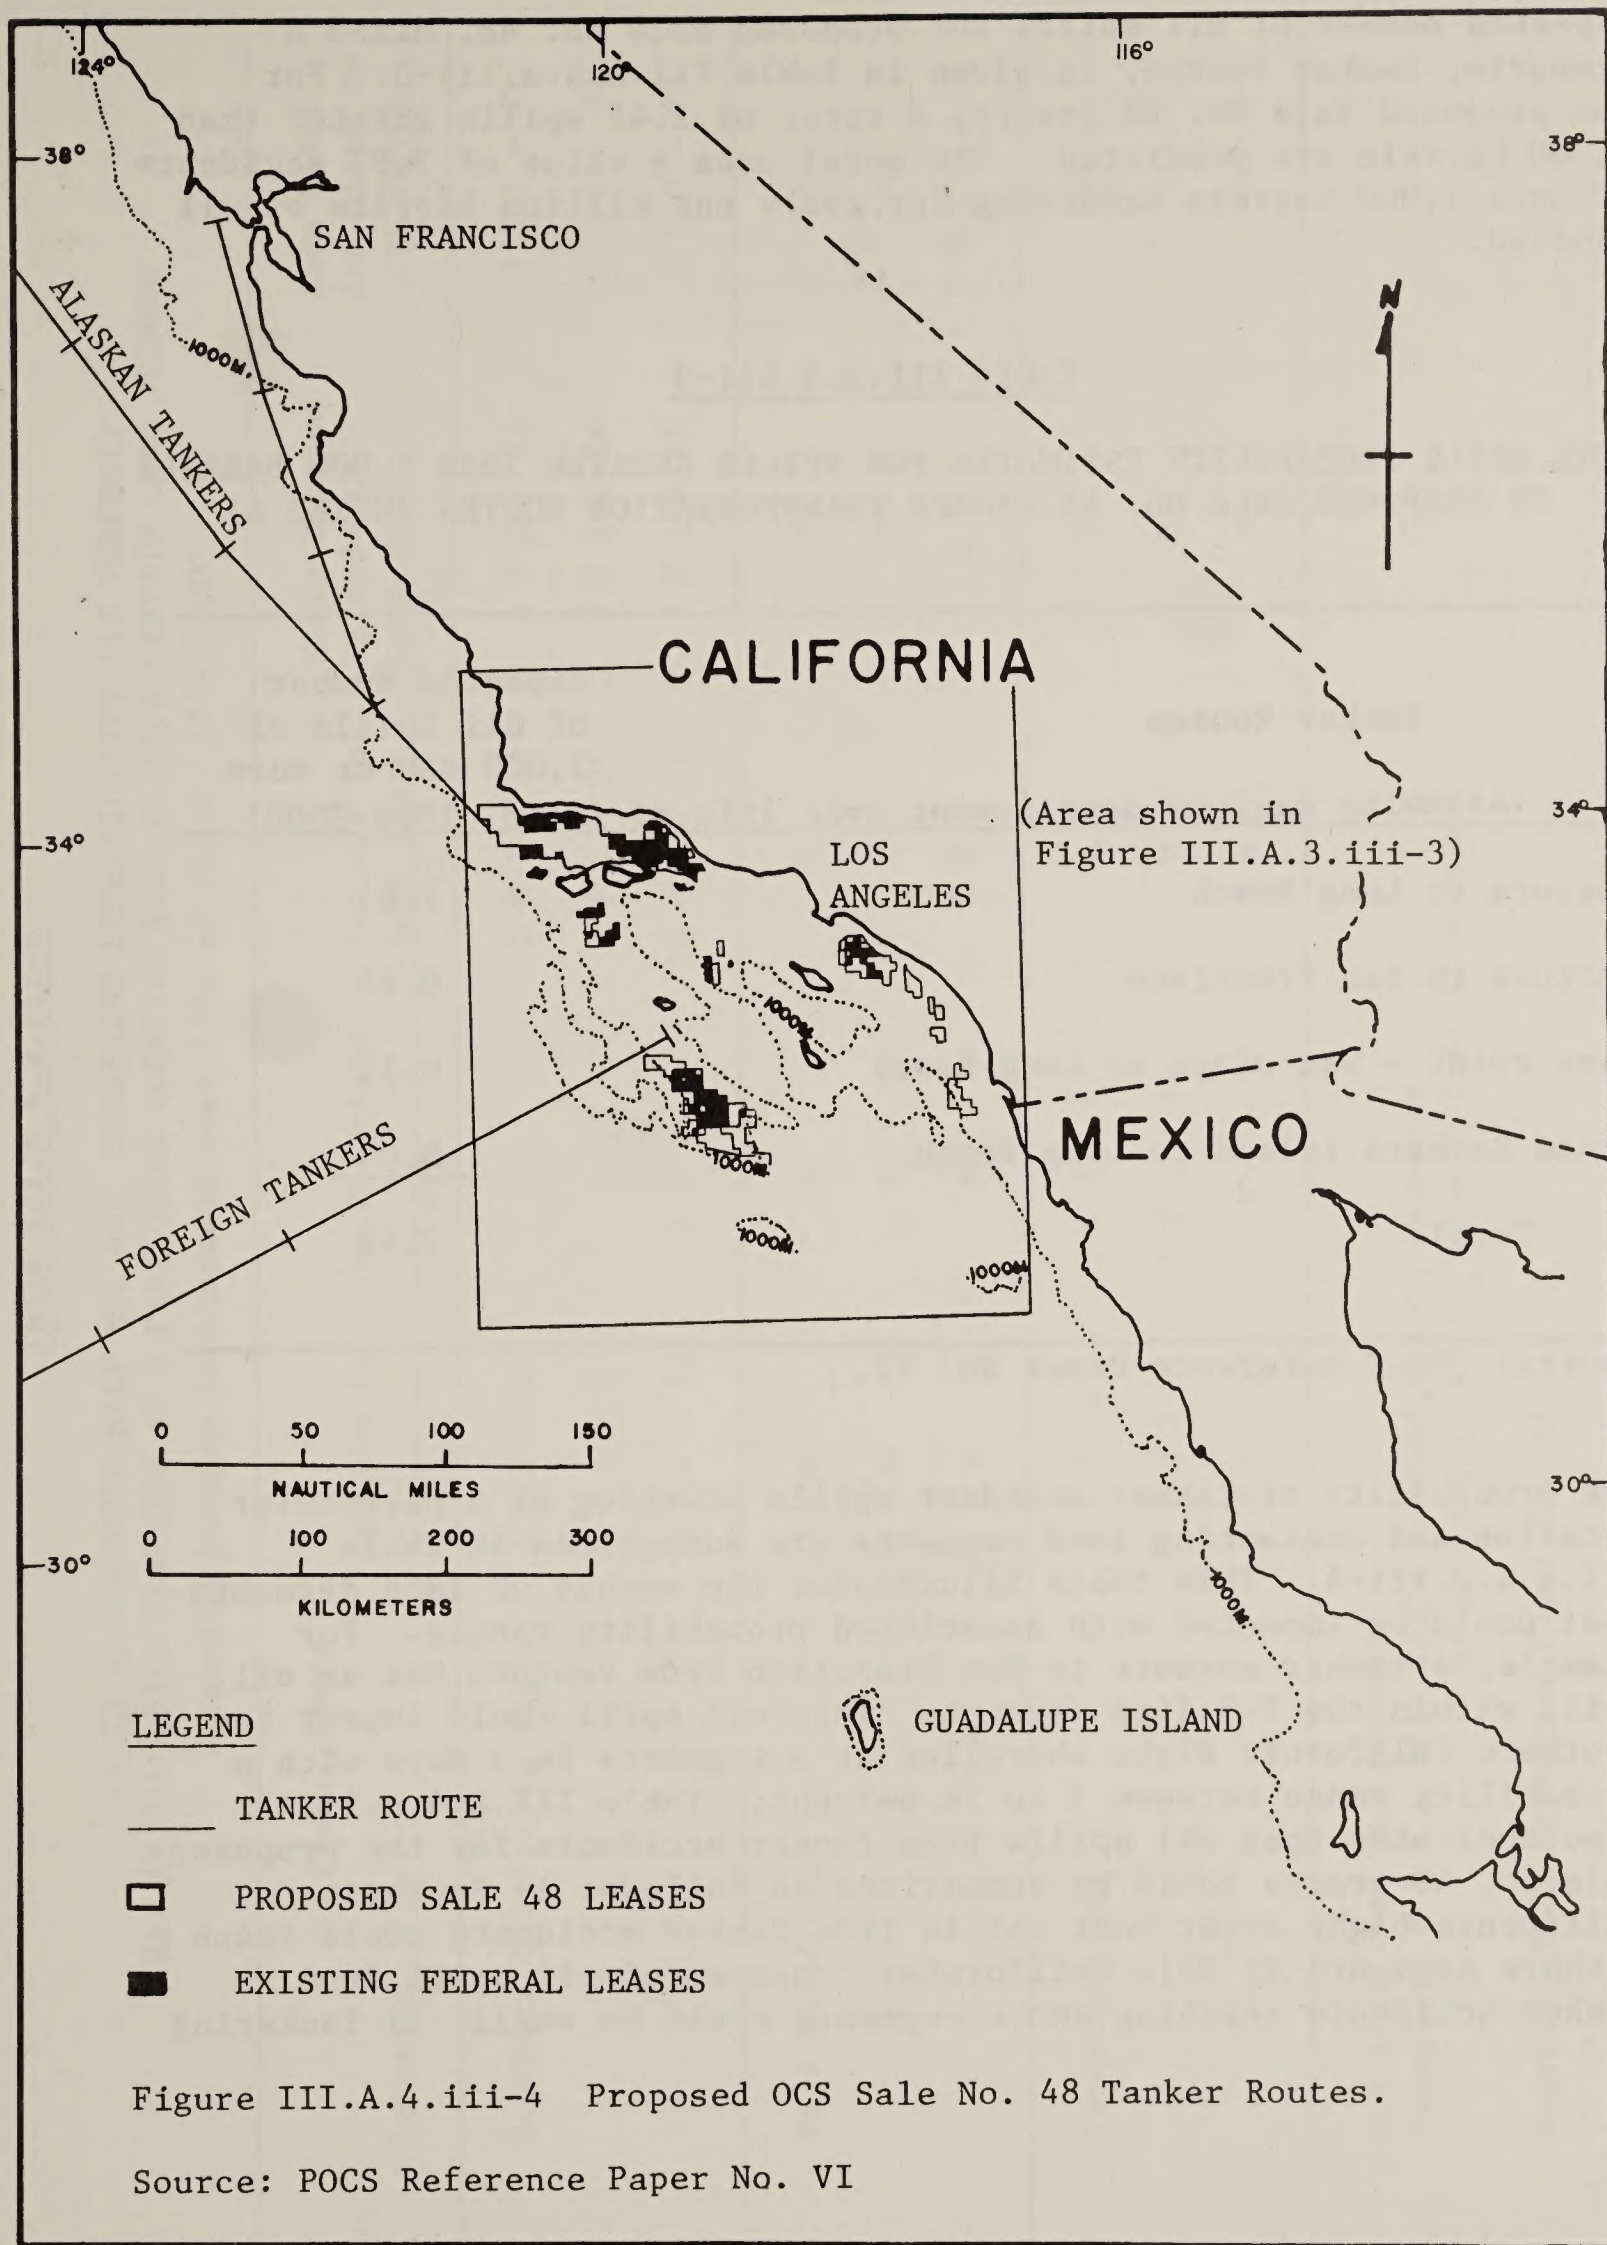 124°
120°
116°
38°
38°
SAN FRANCISCO
N
ALASKAN TANKERS
1000M.
CALIFORNIA
(Area shown in
Figure III.A.3.iii-3)
34°
34°
LOS
ANGELES
1000M.
MEXICO
1000M.
FOREIGN TANKERS
1000M.
1000M
0 50 100 150
NAUTICAL MILES
30°
0 100 200 300
30°
KILOMETERS
1000M.
LEGEND
GUADALUPE ISLAND
TANKER ROUTE
PROPOSED SALE 48 LEASES
EXISTING FEDERAL LEASES
Figure III.A.4.iii-4 Proposed OCS Sale No. 48 Tanker Routes.
Source: POCS Reference Paper No. VI